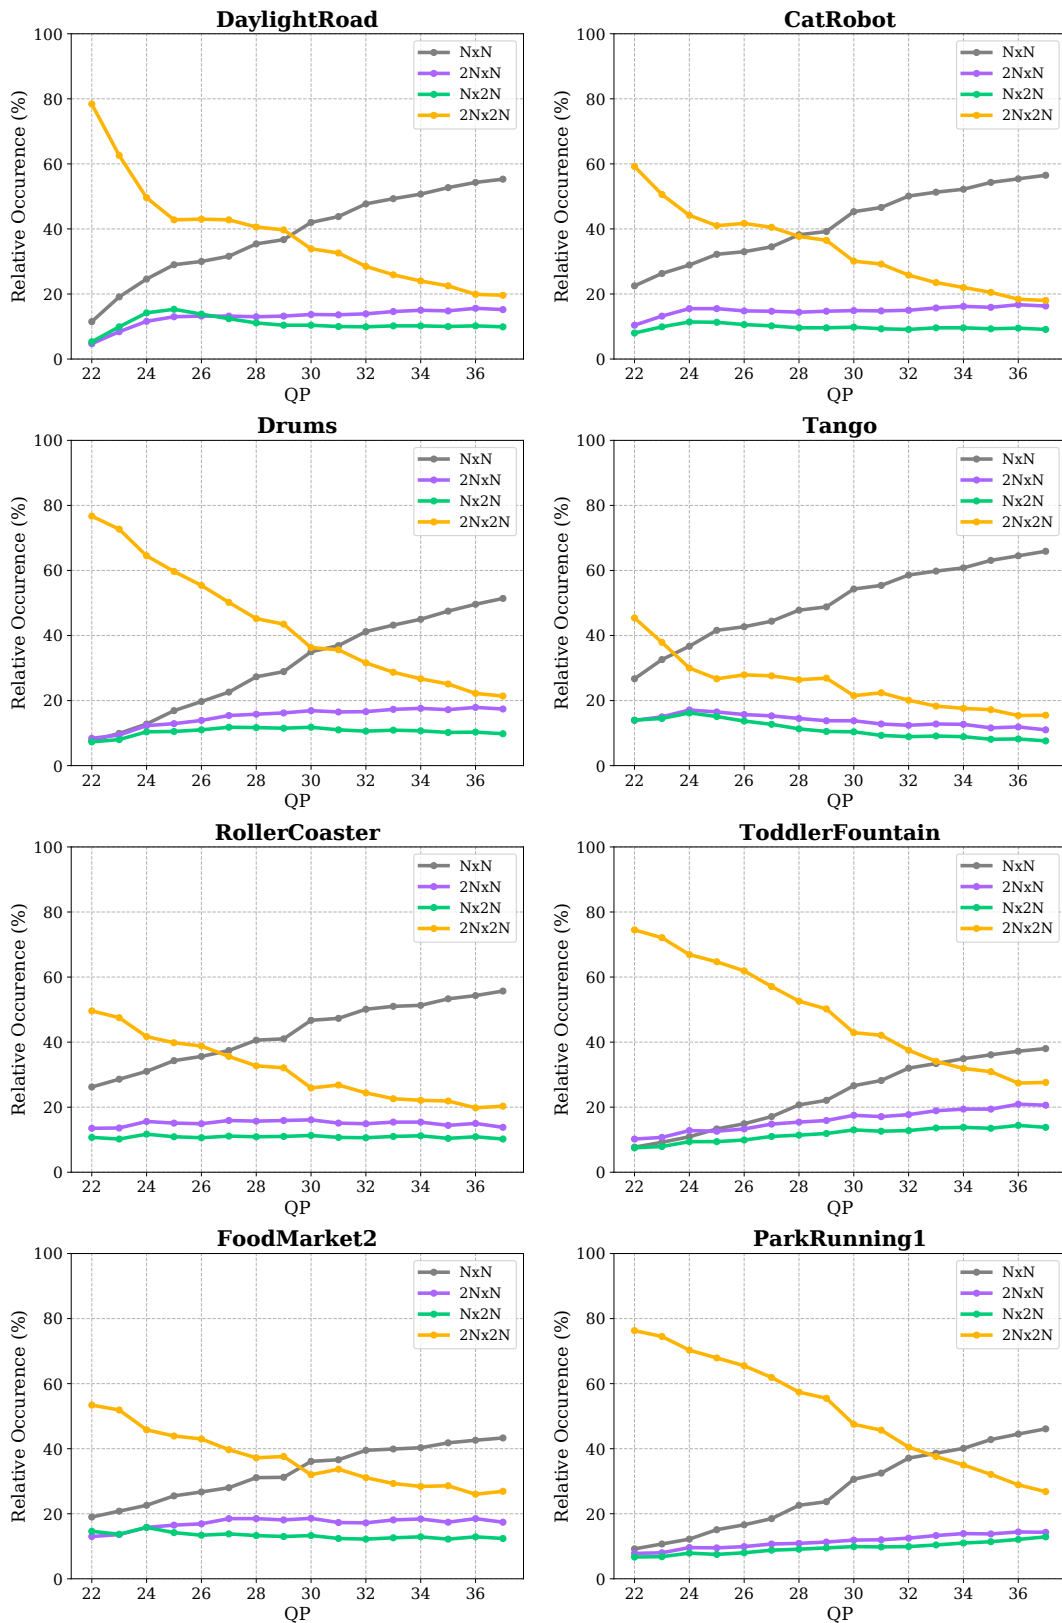 DaylightRoad
Relative Occurence (%)
100
80
60
40
20
0
NxN
2NxN
Nx2N
2Nx2N
22 24 26 28 30 32 34 36
QP
CatRobot
Relative Occurence (%)
100
80
60
40
20
0
NxN
2NxN
Nx2N
2Nx2N
22 24 26 28 30 32 34 36
QP
Drums
Relative Occurence (%)
100
80
60
40
20
0
NxN
2NxN
Nx2N
2Nx2N
22 24 26 28 30 32 34 36
QP
Tango
Relative Occurence (%)
100
80
60
40
20
0
NxN
2NxN
Nx2N
2Nx2N
22 24 26 28 30 32 34 36
QP
RollerCoaster
Relative Occurence (%)
100
80
60
40
20
0
NxN
2NxN
Nx2N
2Nx2N
22 24 26 28 30 32 34 36
QP
ToddlerFountain
Relative Occurence (%)
100
80
60
40
20
0
NxN
2NxN
Nx2N
2Nx2N
22 24 26 28 30 32 34 36
QP
FoodMarket2
Relative Occurence (%)
100
80
60
40
20
0
NxN
2NxN
Nx2N
2Nx2N
22 24 26 28 30 32 34 36
QP
ParkRunning1
Relative Occurence (%)
100
80
60
40
20
0
NxN
2NxN
Nx2N
2Nx2N
22 24 26 28 30 32 34 36
QP